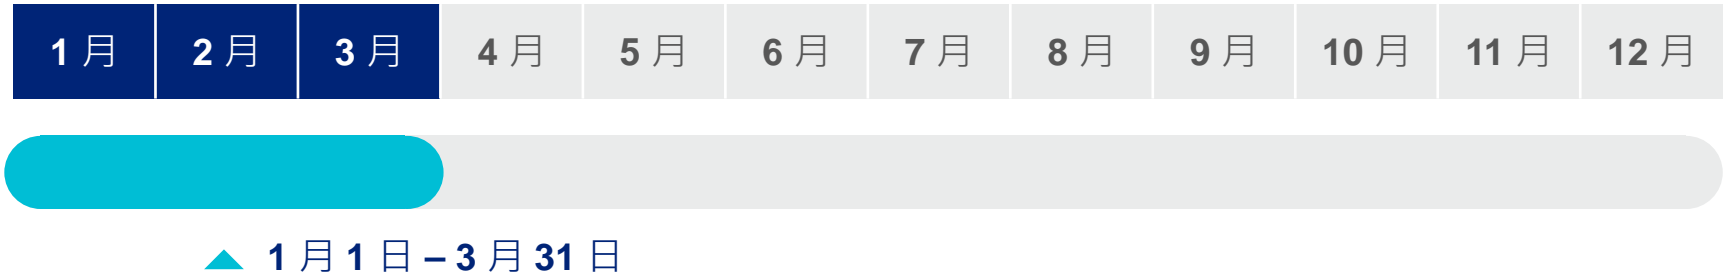 1 月 2 月 3 月 4 月 5 月 6 月 7 月 8 月 9 月 10 月 11 月 12 月
1 月 1 日 – 3 月 31 日